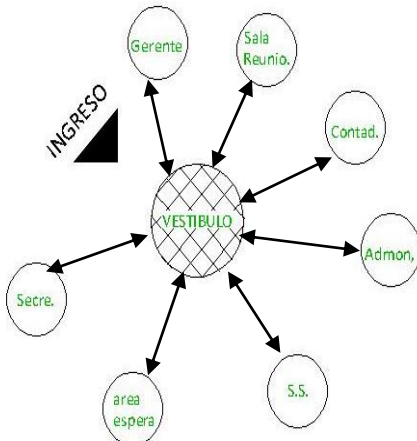 Gerente
Sala
Reunio.
INGRESO
Contad.
VESTIBULO
Admon,
Secre.
area
espera
S.S.